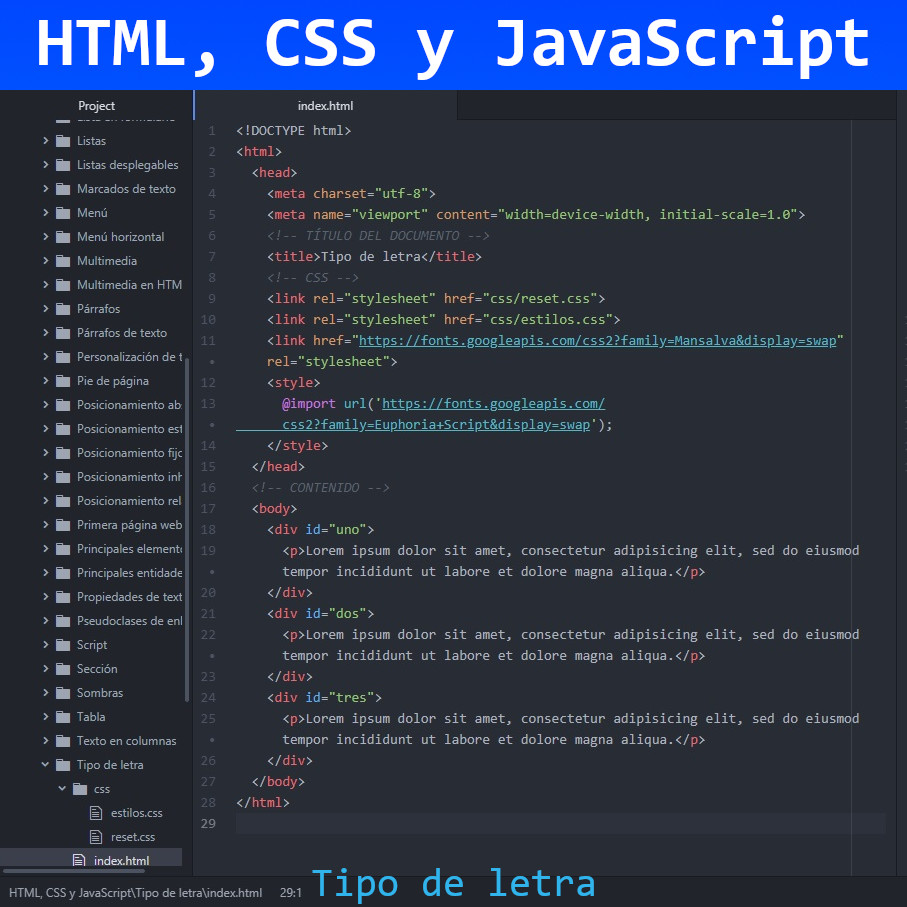 HTML, CSS y JavaScript
Project
index.html
Listas
Listas desplegables
Marcados de texto
Menú
Menú horizontal
Multimedia
Multimedia en HTM
Párrafos
Párrafos de texto
Personalización de t
Pie de página
Posicionamiento ab
Posicionamiento est
Posicionamiento fijo
Posicionamiento inh
Posicionamiento rel
Primera página web
Principales elemento
Principales entidade
Propiedades de text
Pseudoclases de enl
Script
Sección
Sombras
Tabla
Texto en columnas
Tipo de letra
css
estilos.css
reset.css
index.html
1 <!DOCTYPE html>
2 <html>
3 <head>
4 <meta charset="utf-8">
5 <meta name="viewport" content="width=device-width, initial-scale=1.0">
6 <!-- TÍTULO DEL DOCUMENTO -->
7 <title>Tipo de letra</title>
8 <!-- CSS -->
9 <link rel="stylesheet" href="css/reset.css">
10 <link rel="stylesheet" href="css/estilos.css">
11 <link href="https://fonts.googleapis.com/css2?family=Mansalva&display=swap"
• rel="stylesheet">
12 <style>
13 @import url('https://fonts.googleapis.com/
• css2?family=Euphoria+Script&display=swap');
14 </style>
15 </head>
16 <!-- CONTENIDO -->
17 <body>
18 <div id="uno">
19 <p>Lorem ipsum dolor sit amet, consectetur adipisicing elit, sed do eiusmod
• tempor incididunt ut labore et dolore magna aliqua.</p>
20 </div>
21 <div id="dos">
22 <p>Lorem ipsum dolor sit amet, consectetur adipisicing elit, sed do eiusmod
• tempor incididunt ut labore et dolore magna aliqua.</p>
23 </div>
24 <div id="tres">
25 <p>Lorem ipsum dolor sit amet, consectetur adipisicing elit, sed do eiusmod
• tempor incididunt ut labore et dolore magna aliqua.</p>
26 </div>
27 </body>
28 </html>
29
HTML, CSS y JavaScript\Tipo de letra\index.html 29:1
Tipo de letra